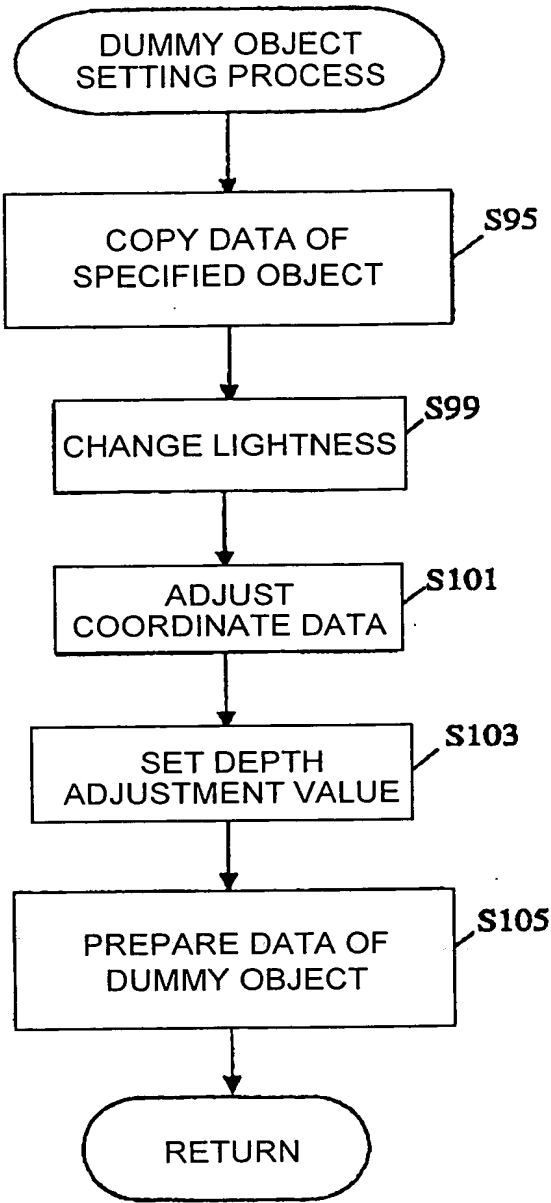 DUMMY OBJECT
SETTING PROCESS
COPY DATA OF
SPECIFIED OBJECT
S95
CHANGE LIGHTNESS
S99
ADJUST
COORDINATE DATA
S101
SET DEPTH
ADJUSTMENT VALUE
S103
PREPARE DATA OF
DUMMY OBJECT
S105
RETURN